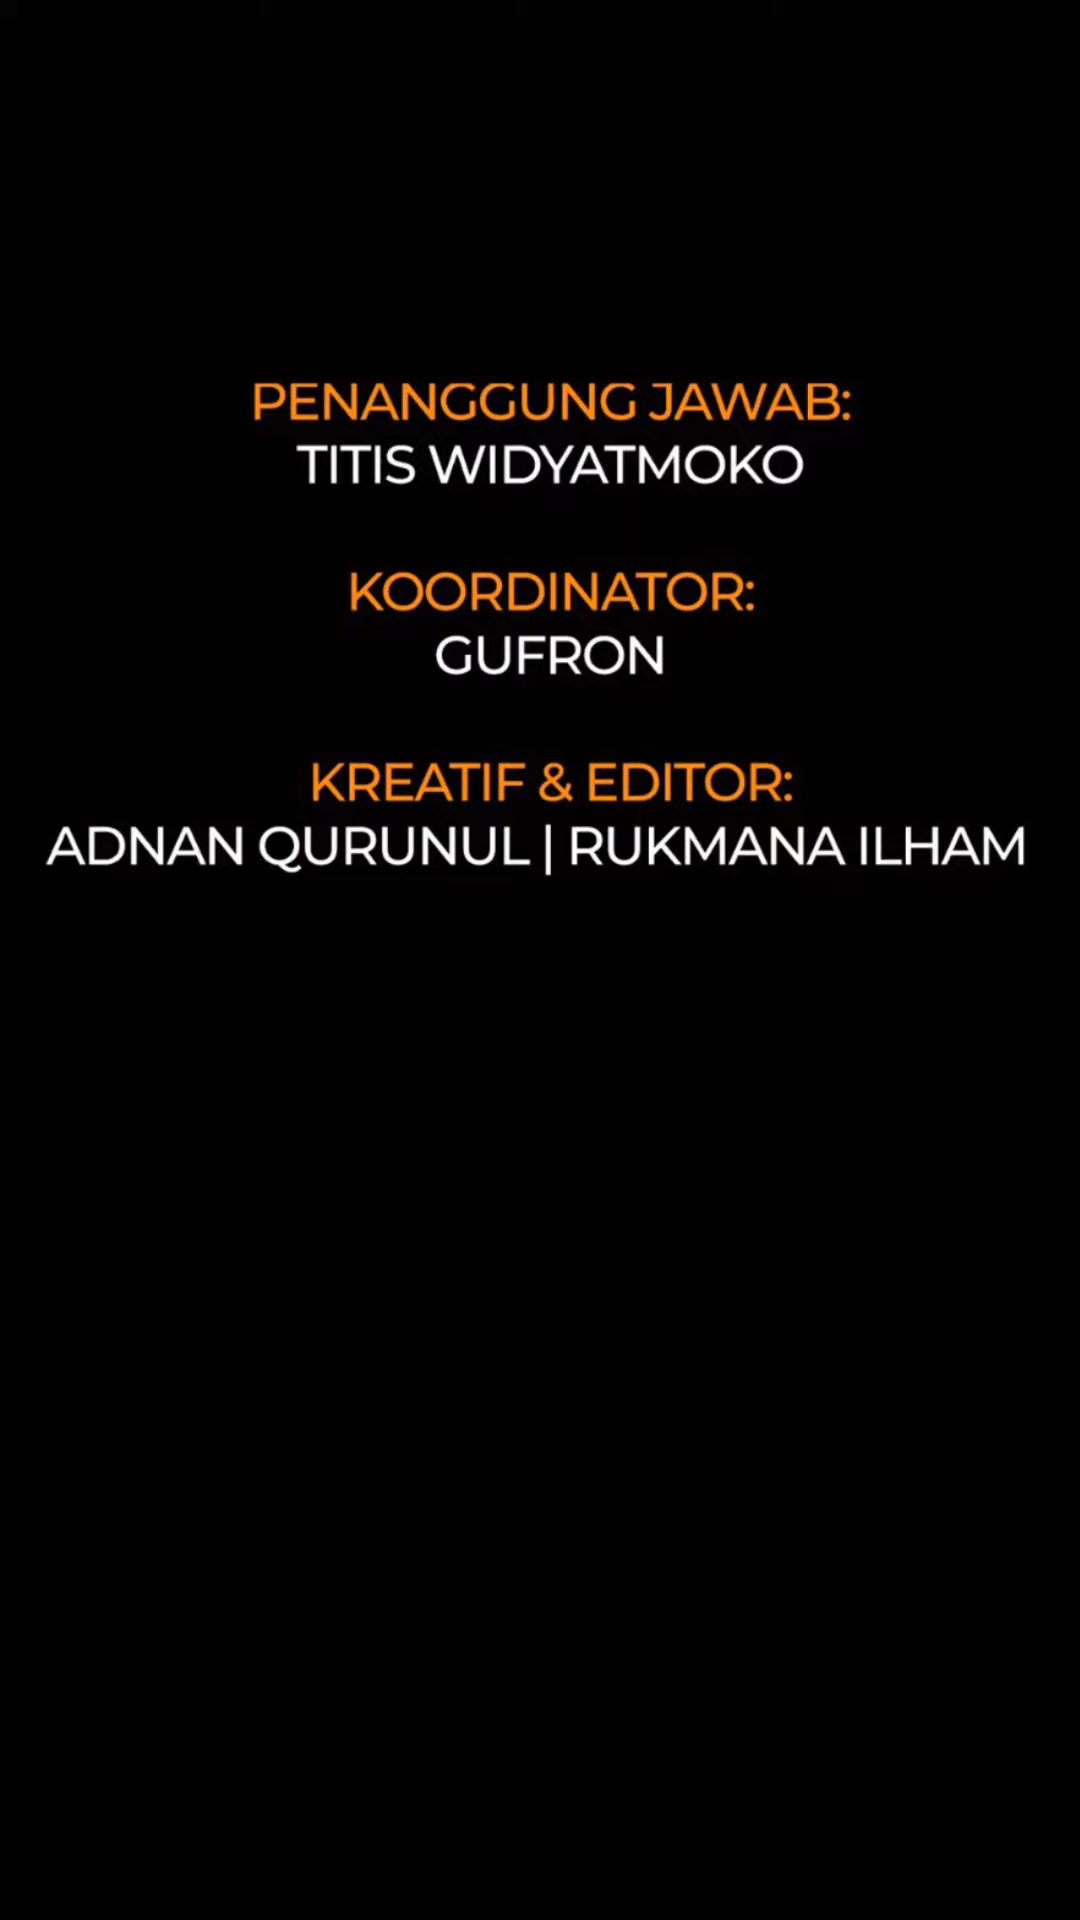 PENANGGUNG JAWAB:
TITIS WIDYATMOKO
KOORDINATOR:
GUFRON
KREATIF & EDITOR:
ADNAN QURUNUL | RUKMANA ILHAM